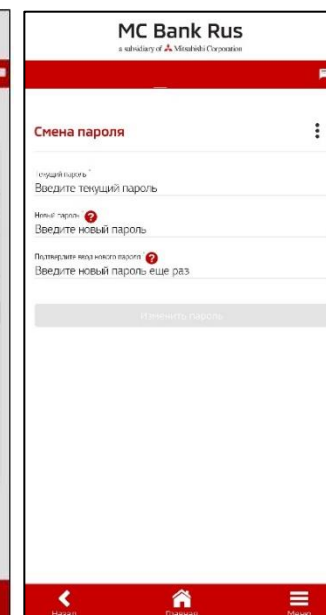 MC Bank Rus
a subsidiary of Mitsubishi Corporation
Смена пароля
Текущий пароль *
Введите текущий пароль
Новый пароль * ?
Введите новый пароль
Подтвердите ввод нового пароля * ?
Введите новый пароль еще раз
Изменить пароль
Назад Главная Меню